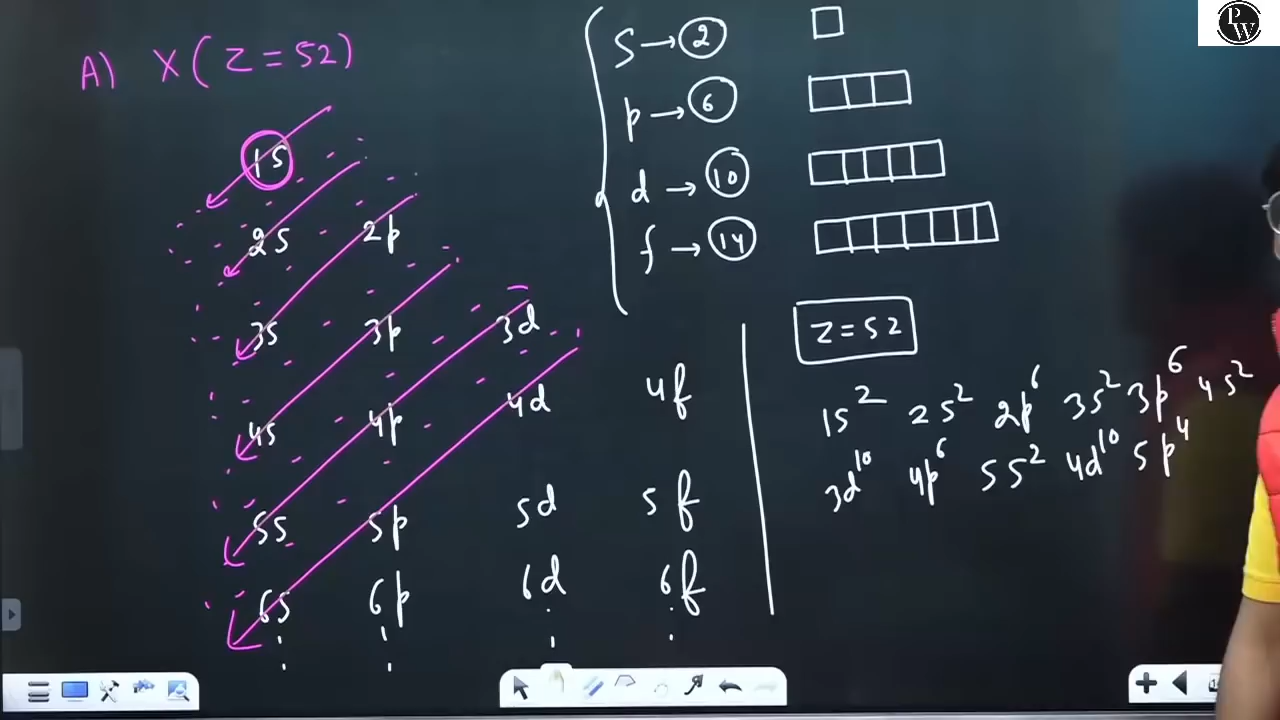 A) X ( Z = 52 )
1s
2s 2p
3s 3p 3d
4s 4p 4d 4f
5s 5p 5d 5f
6s 6p 6d 6f
S → 2
p → 6
d → 10
f → 14
Z = 52
1s² 2s² 2p⁶ 3s² 3p⁶ 4s²
3d¹⁰ 4p⁶ 5s² 4d¹⁰ 5p⁴
PW